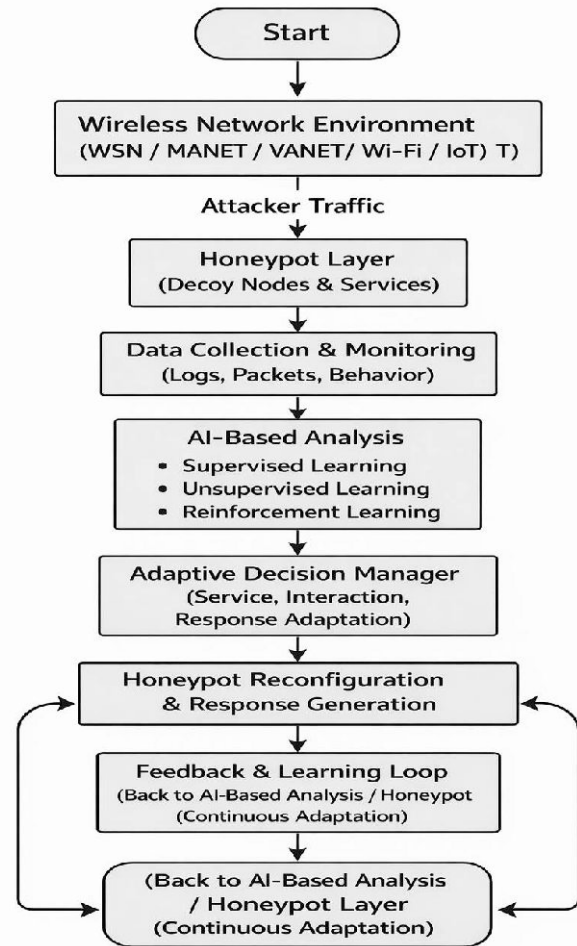 Start
Wireless Network Environment
(WSN / MANET / VANET/ Wi-Fi / IoT) T)
Attacker Traffic
Honeypot Layer
(Decoy Nodes & Services)
Data Collection & Monitoring
(Logs, Packets, Behavior)
AI-Based Analysis
• Supervised Learning
• Unsupervised Learning
• Reinforcement Learning
Adaptive Decision Manager
(Service, Interaction,
Response Adaptation)
Honeypot Reconfiguration
& Response Generation
Feedback & Learning Loop
(Back to AI-Based Analysis / Honeypot
(Continuous Adaptation)
(Back to AI-Based Analysis
/ Honeypot Layer
(Continuous Adaptation)